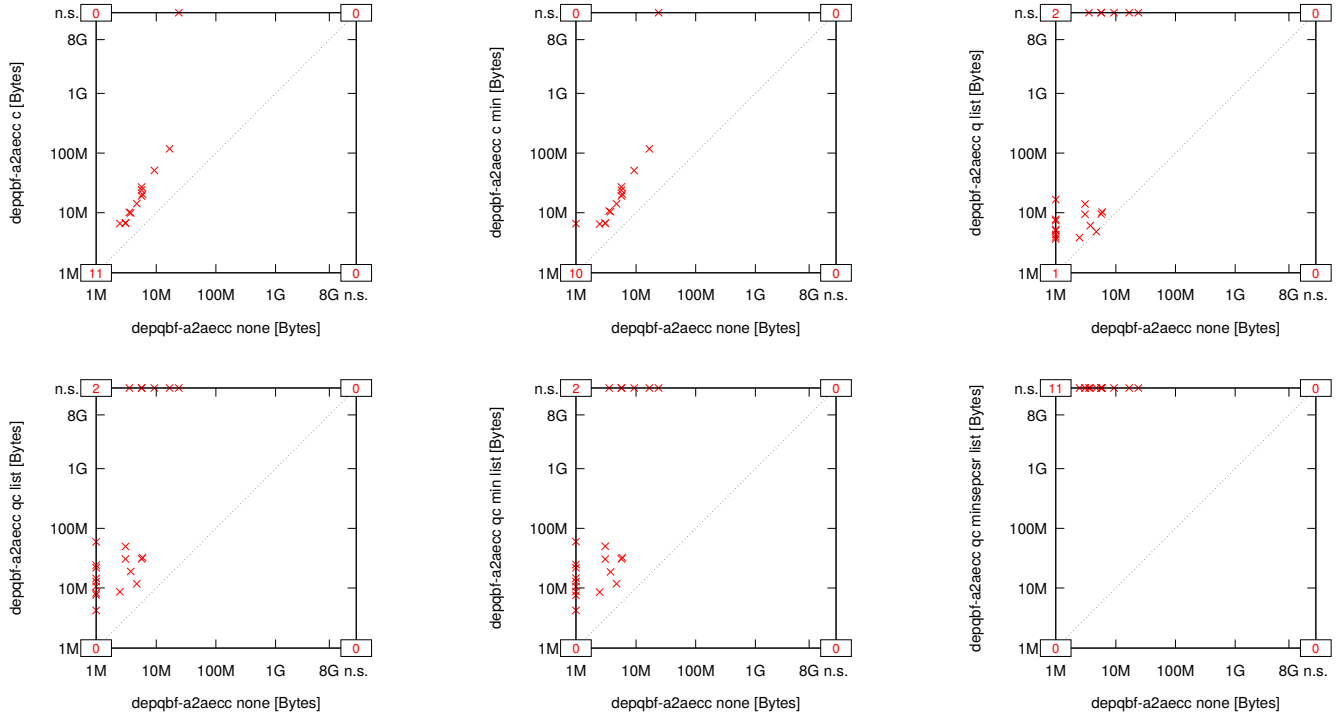 n.s. 0 0
8G
1G
100M
10M
1M 11 0
1M 10M 100M 1G 8G n.s.
depqbf-a2aecc c [Bytes]
depqbf-a2aecc none [Bytes]
n.s. 0 0
8G
1G
100M
10M
1M 10 0
1M 10M 100M 1G 8G n.s.
depqbf-a2aecc c min [Bytes]
depqbf-a2aecc none [Bytes]
n.s. 2 0
8G
1G
100M
10M
1M 1 0
1M 10M 100M 1G 8G n.s.
depqbf-a2aecc q list [Bytes]
depqbf-a2aecc none [Bytes]
n.s. 2 0
8G
1G
100M
10M
1M 0 0
1M 10M 100M 1G 8G n.s.
depqbf-a2aecc qc list [Bytes]
depqbf-a2aecc none [Bytes]
n.s. 2 0
8G
1G
100M
10M
1M 0 0
1M 10M 100M 1G 8G n.s.
depqbf-a2aecc qc min list [Bytes]
depqbf-a2aecc none [Bytes]
n.s. 11 0
8G
1G
100M
10M
1M 0 0
1M 10M 100M 1G 8G n.s.
depqbf-a2aecc qc minsepcsr list [Bytes]
depqbf-a2aecc none [Bytes]